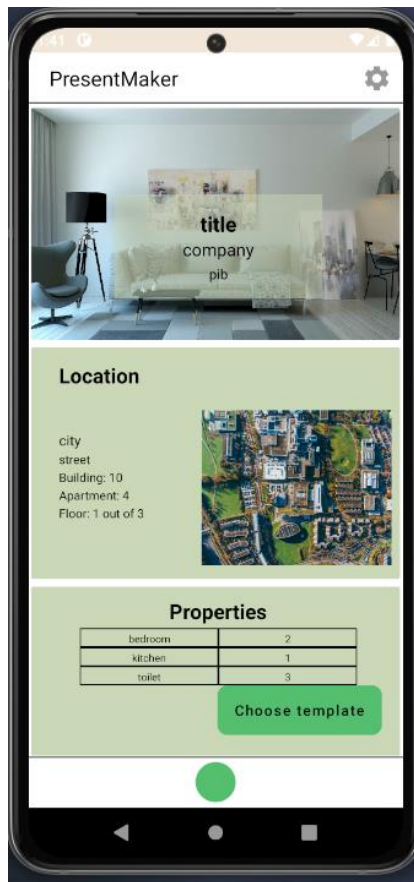 :41
PresentMaker
title
company
pib
Location
city
street
Building: 10
Apartment: 4
Floor: 1 out of 3
Properties
bedroom 2
kitchen 1
toilet 3
Choose template